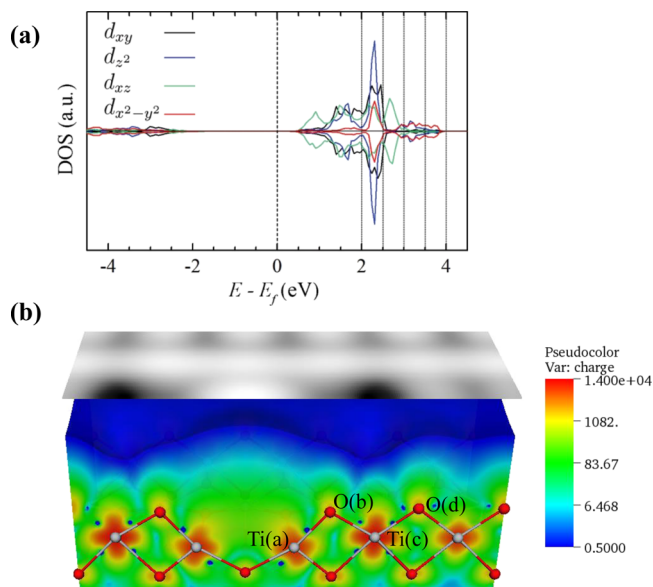 (a)
d_{xy}
d_{z^2}
d_{xz}
d_{x^2-y^2}
DOS (a.u.)
-4 -2 0 2 4
E - E_f (eV)
(b)
Pseudocolor
Var: charge
1.400e+04
1082.
83.67
6.468
0.5000
O(b) O(d)
Ti(a) Ti(c)